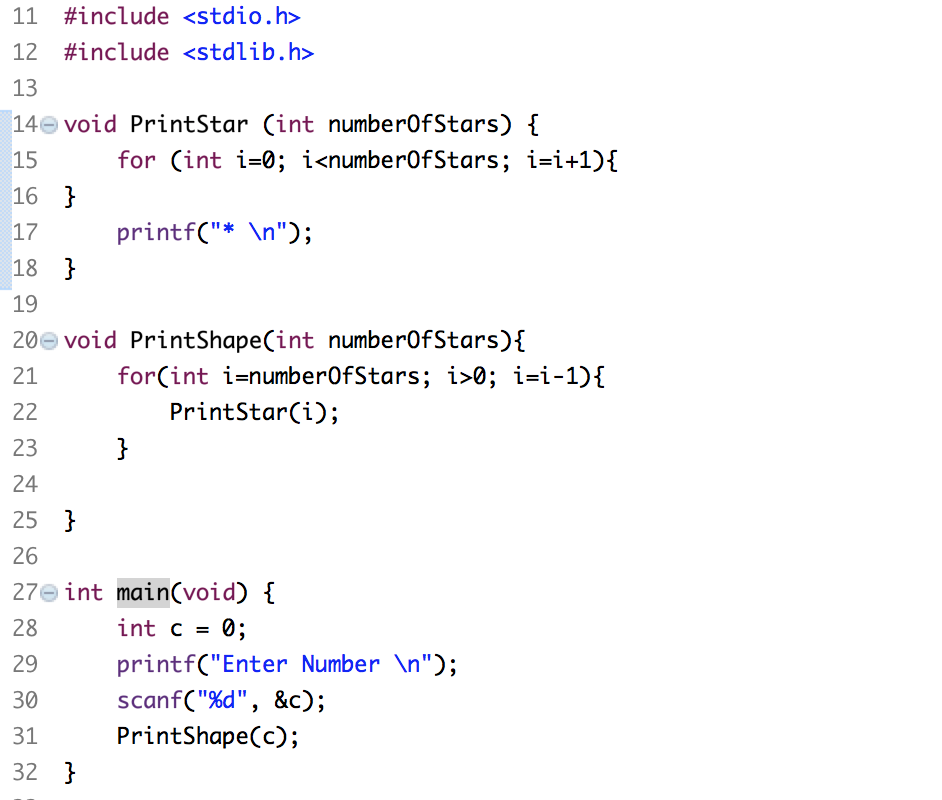 11 #include <stdio.h>
12 #include <stdlib.h>
13
14 void PrintStar (int numberOfStars) {
15     for (int i=0; i<numberOfStars; i=i+1){
16 }
17     printf("* \n");
18 }
19
20 void PrintShape(int numberOfStars){
21     for(int i=numberOfStars; i>0; i=i-1){
22         PrintStar(i);
23     }
24
25 }
26
27 int main(void) {
28     int c = 0;
29     printf("Enter Number \n");
30     scanf("%d", &c);
31     PrintShape(c);
32 }